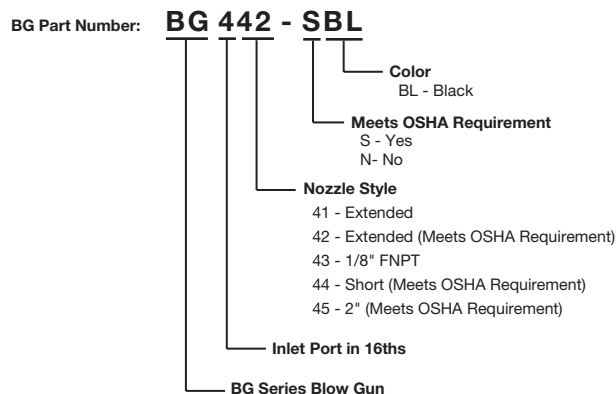 BG Part Number: BG 442 - SBL
Color
BL - Black
Meets OSHA Requirement
S - Yes
N- No
Nozzle Style
41 - Extended
42 - Extended (Meets OSHA Requirement)
43 - 1/8" FNPT
44 - Short (Meets OSHA Requirement)
45 - 2" (Meets OSHA Requirement)
Inlet Port in 16ths
BG Series Blow Gun